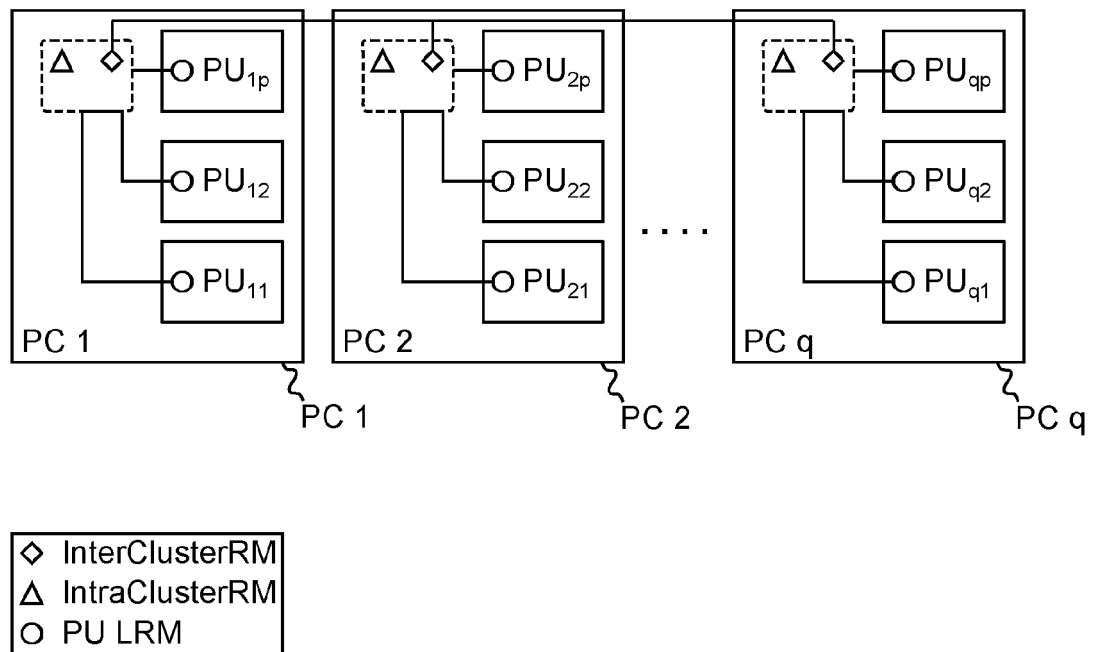 PU1p
PU12
PU11
PC 1
PC 1
PU2p
PU22
PU21
PC 2
PC 2
. . . .
PUqp
PUq2
PUq1
PC q
PC q
InterClusterRM
IntraClusterRM
PU LRM